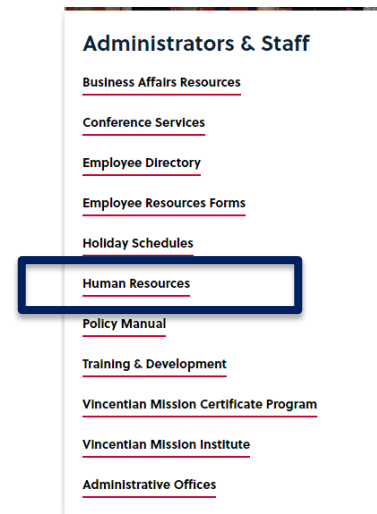 Administrators & Staff
Business Affairs Resources
Conference Services
Employee Directory
Employee Resources Forms
Holiday Schedules
Human Resources
Policy Manual
Training & Development
Vincentian Mission Certificate Program
Vincentian Mission Institute
Administrative Offices